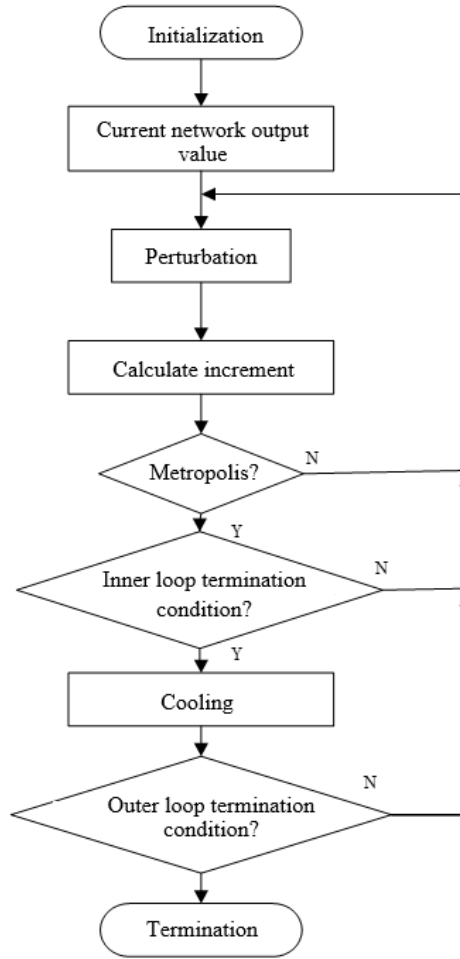 Initialization
Current network output
value
Perturbation
Calculate increment
Metropolis?
N
Y
Inner loop termination
condition?
N
Y
Cooling
N
Outer loop termination
condition?
Termination